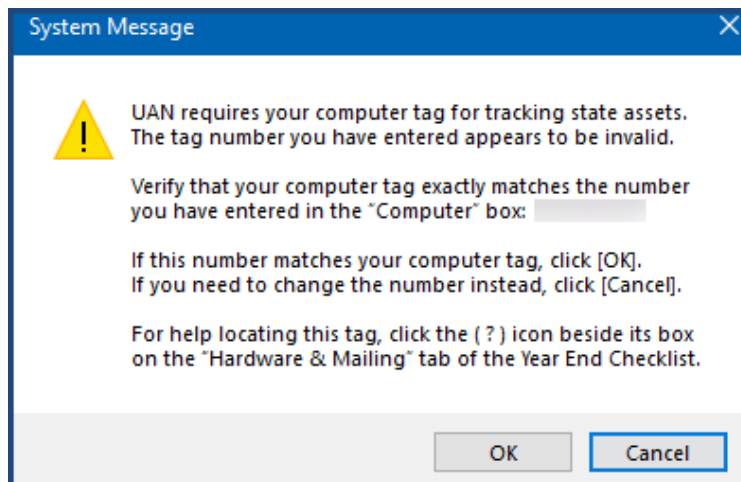 System Message
UAN requires your computer tag for tracking state assets.
The tag number you have entered appears to be invalid.
Verify that your computer tag exactly matches the number
you have entered in the "Computer" box:
If this number matches your computer tag, click [OK].
If you need to change the number instead, click [Cancel].
For help locating this tag, click the ( ? ) icon beside its box
on the "Hardware & Mailing" tab of the Year End Checklist.
OK
Cancel